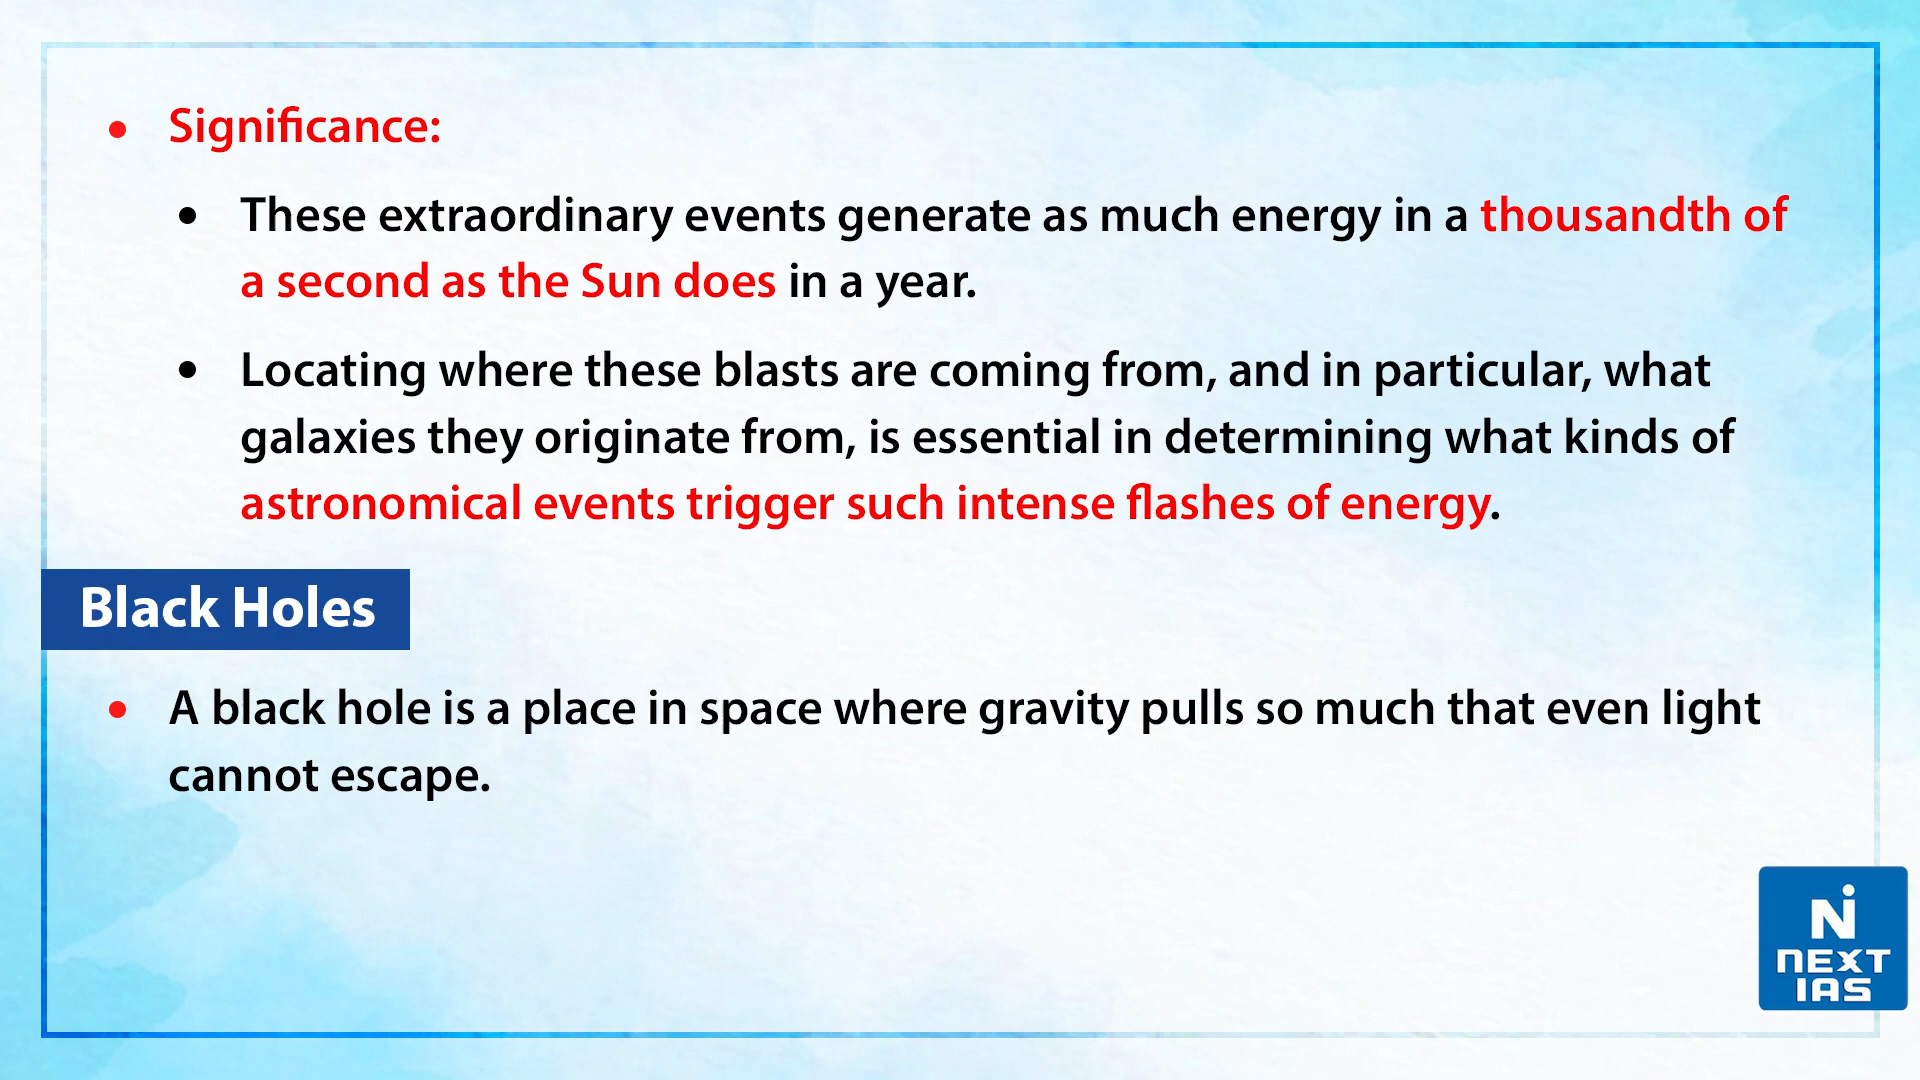 • Significance:
• These extraordinary events generate as much energy in a thousandth of
a second as the Sun does in a year.
• Locating where these blasts are coming from, and in particular, what
galaxies they originate from, is essential in determining what kinds of
astronomical events trigger such intense flashes of energy.
Black Holes
• A black hole is a place in space where gravity pulls so much that even light
cannot escape.
N
NEXT
IAS